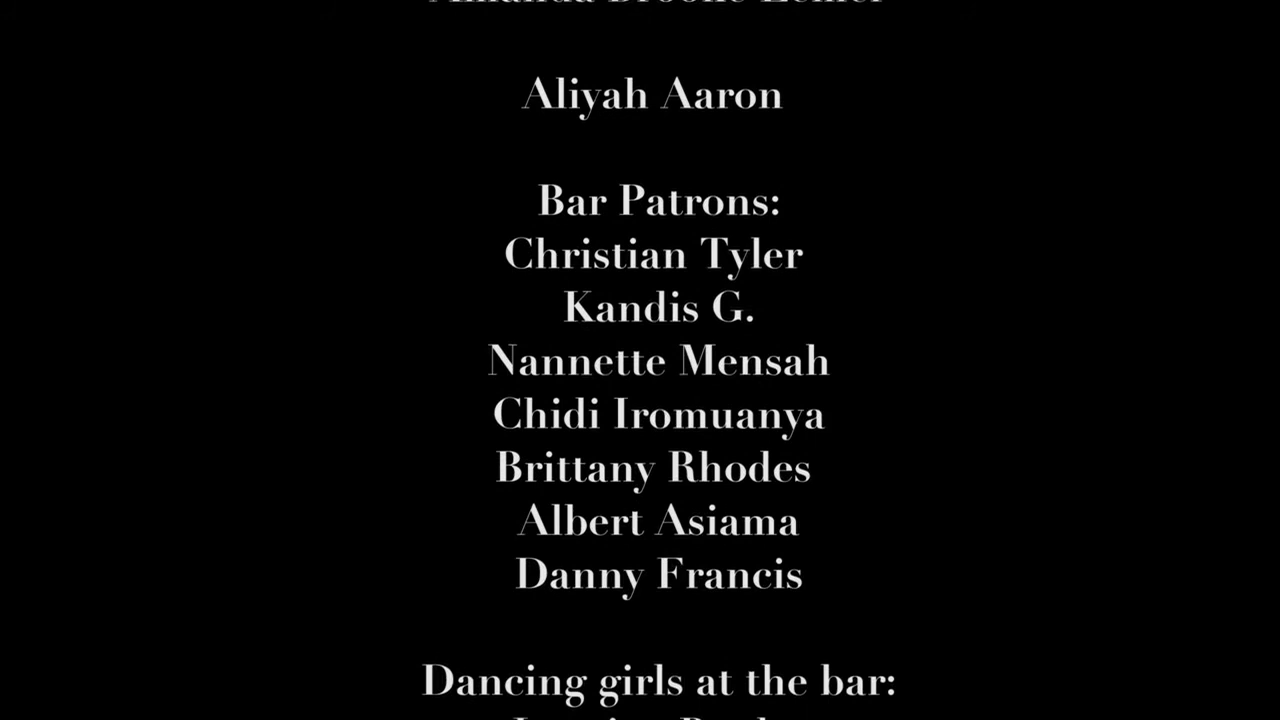 Aliyah Aaron
Bar Patrons:
Christian Tyler
Kandis G.
Nannette Mensah
Chidi Iromuanya
Brittany Rhodes
Albert Asiama
Danny Francis
Dancing girls at the bar: